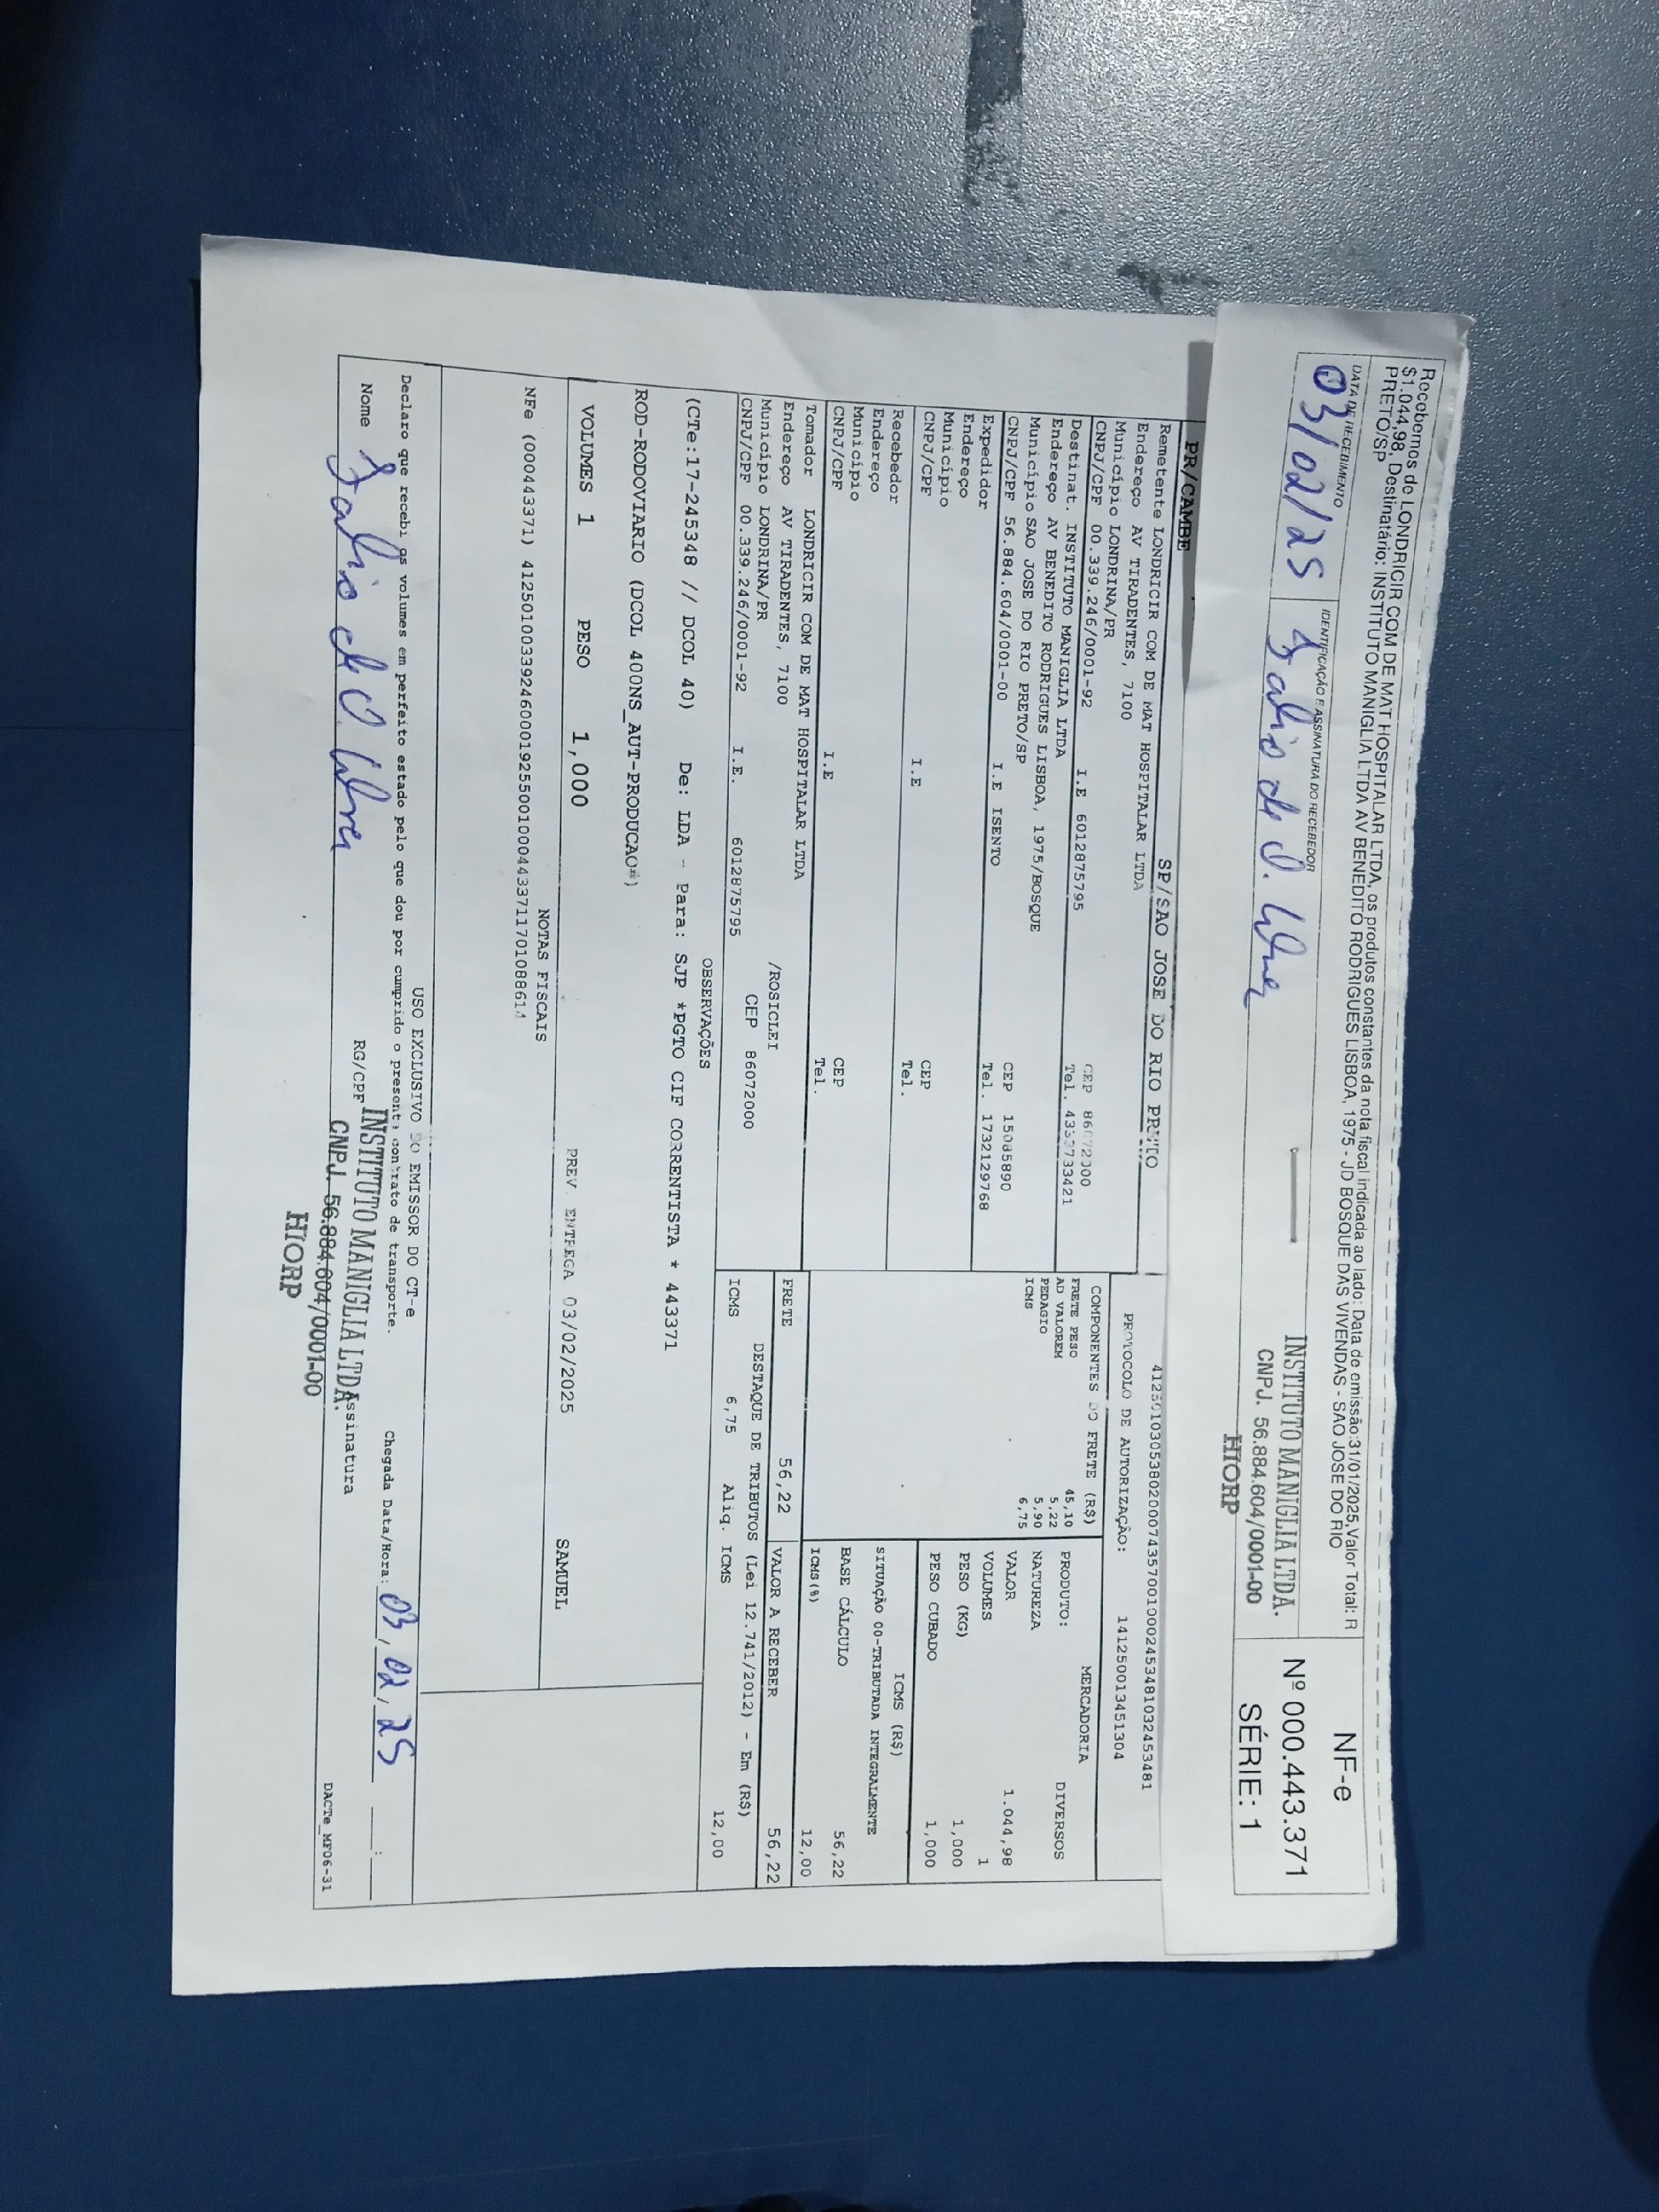 Recebemos de LONDRICIR COM DE MAT HOSPITALAR LTDA, os produtos constantes da nota fiscal indicada ao lado: Data de emissão:31/01/2025,Valor Total: R
$1.044,98, Destinatário: INSTITUTO MANIGLIA LTDA AV BENEDITO RODRIGUES LISBOA, 1975 - JD BOSQUE DAS VIVENDAS - SAO JOSE DO RIO
PRETO/SP
NF-e
Nº 000.443.371
SÉRIE: 1
DATA DE RECEBIMENTO
03/02/25
IDENTIFICAÇÃO E ASSINATURA DO RECEBEDOR
INSTITUTO MANIGLIA LTDA.
CNPJ. 56.884.604/0001-00
HIORP
PR/CAMBE SP/SAO JOSE DO RIO PRETO
41250103053802000743570010002453481032453481
PROTOCOLO DE AUTORIZAÇÃO: 141250013451304
Remetente LONDRICIR COM DE MAT HOSPITALAR LTDA
Endereço AV TIRADENTES, 7100
Município LONDRINA/PR CEP 86072000
CNPJ/CPF 00.339.246/0001-92 I.E 6012875795 Tel. 4333733421
Destinat. INSTITUTO MANIGLIA LTDA
Endereço AV BENEDITO RODRIGUES LISBOA, 1975/BOSQUE
Município SAO JOSE DO RIO PRETO/SP CEP 15085890
CNPJ/CPF 56.884.604/0001-00 I.E ISENTO Tel. 1732129768
Expedidor
Endereço
Município CEP
CNPJ/CPF I.E Tel.
Recebedor
Endereço
Município CEP
CNPJ/CPF I.E Tel.
Tomador LONDRICIR COM DE MAT HOSPITALAR LTDA
Endereço AV TIRADENTES, 7100 /ROSICLEI
Município LONDRINA/PR CEP 86072000
CNPJ/CPF 00.339.246/0001-92 I.E. 6012875795
COMPONENTES DO FRETE (R$)
FRETE PESO 45,10
AD VALOREM 5,22
PEDAGIO 5,90
ICMS 6,75
MERCADORIA
PRODUTO: DIVERSOS
NATUREZA
VALOR 1.044,98
VOLUMES 1
PESO (KG) 1,000
PESO CUBADO 1,000
ICMS (R$)
SITUAÇÃO 00-TRIBUTADA INTEGRALMENTE
BASE CÁLCULO 56,22
ICMS(%) 12,00
FRETE 56,22 VALOR A RECEBER 56,22
DESTAQUE DE TRIBUTOS (Lei 12.741/2012) - Em (R$)
ICMS 6,75 Aliq. ICMS 12,00
OBSERVAÇÕES
(CTe:17-245348 // DCOL 40) De: LDA - Para: SJP *PGTO CIF CORRENTISTA * 443371
ROD-RODOVIARIO (DCOL 400NS_AUT-PRODUCAO*)
VOLUMES 1 PESO 1,000 PREV. ENTREGA 03/02/2025 SAMUEL
NOTAS FISCAIS
NFe (000443371) 41250100339246000192550010004433711701088614
USO EXCLUSIVO DO EMISSOR DO CT-e
Declaro que recebi os volumes em perfeito estado pelo que dou por cumprido o presente contrato de transporte.
Chegada Data/Hora: 03/02/25 :
Nome RG/CPF Assinatura
INSTITUTO MANIGLIA LTDA.
CNPJ. 56.884.604/0001-00
HIORP
DACTe_MF06-31